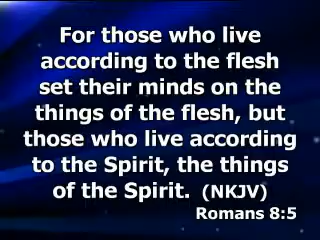 For those who live
according to the flesh
set their minds on the
things of the flesh, but
those who live according
to the Spirit, the things
of the Spirit. (NKJV)
Romans 8:5